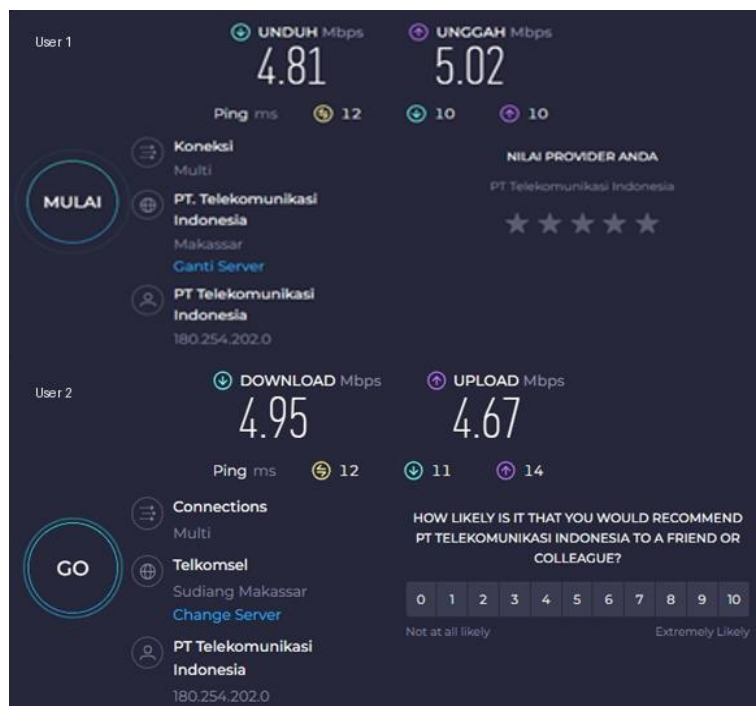 User 1
UNDUH Mbps
4.81
UNGGAH Mbps
5.02
Ping ms 12 10 10
MULAI
Koneksi
Multi
PT. Telekomunikasi
Indonesia
Makassar
Ganti Server
PT Telekomunikasi
Indonesia
180.254.202.0
NILAI PROVIDER ANDA
PT Telekomunikasi Indonesia
User 2
DOWNLOAD Mbps
4.95
UPLOAD Mbps
4.67
Ping ms 12 11 14
GO
Connections
Multi
Telkomsel
Sudiang Makassar
Change Server
PT Telekomunikasi
Indonesia
180.254.202.0
HOW LIKELY IS IT THAT YOU WOULD RECOMMEND
PT TELEKOMUNIKASI INDONESIA TO A FRIEND OR
COLLEAGUE?
0 1 2 3 4 5 6 7 8 9 10
Not at all likely Extremely Likely